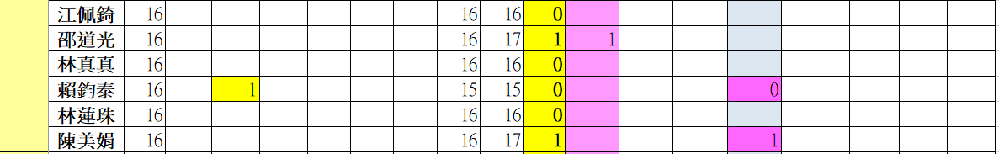 江佩錡 16 16 16 0
邵道光 16 16 17 1 1
林真真 16 16 16 0
賴鈞泰 16 1 15 15 0 0
林蓮珠 16 16 16 0
陳美娟 16 16 17 1 1